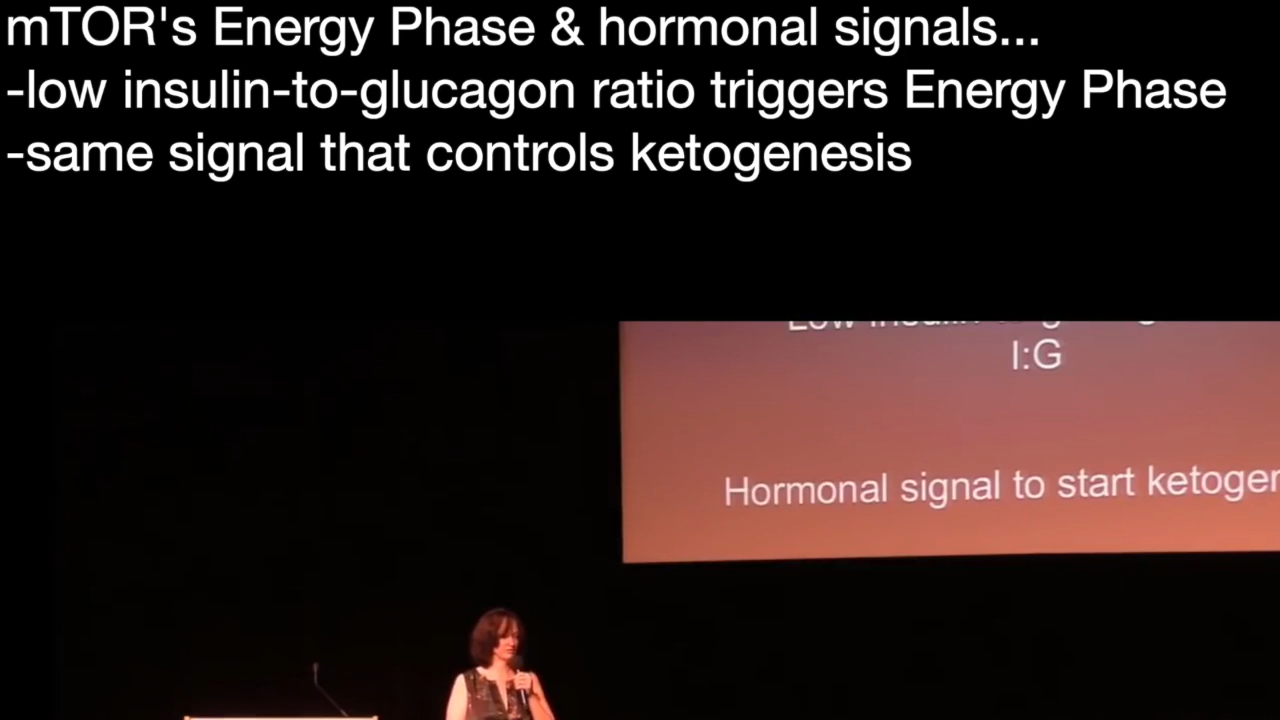 mTOR's Energy Phase & hormonal signals...
-low insulin-to-glucagon ratio triggers Energy Phase
-same signal that controls ketogenesis
I:G
Hormonal signal to start